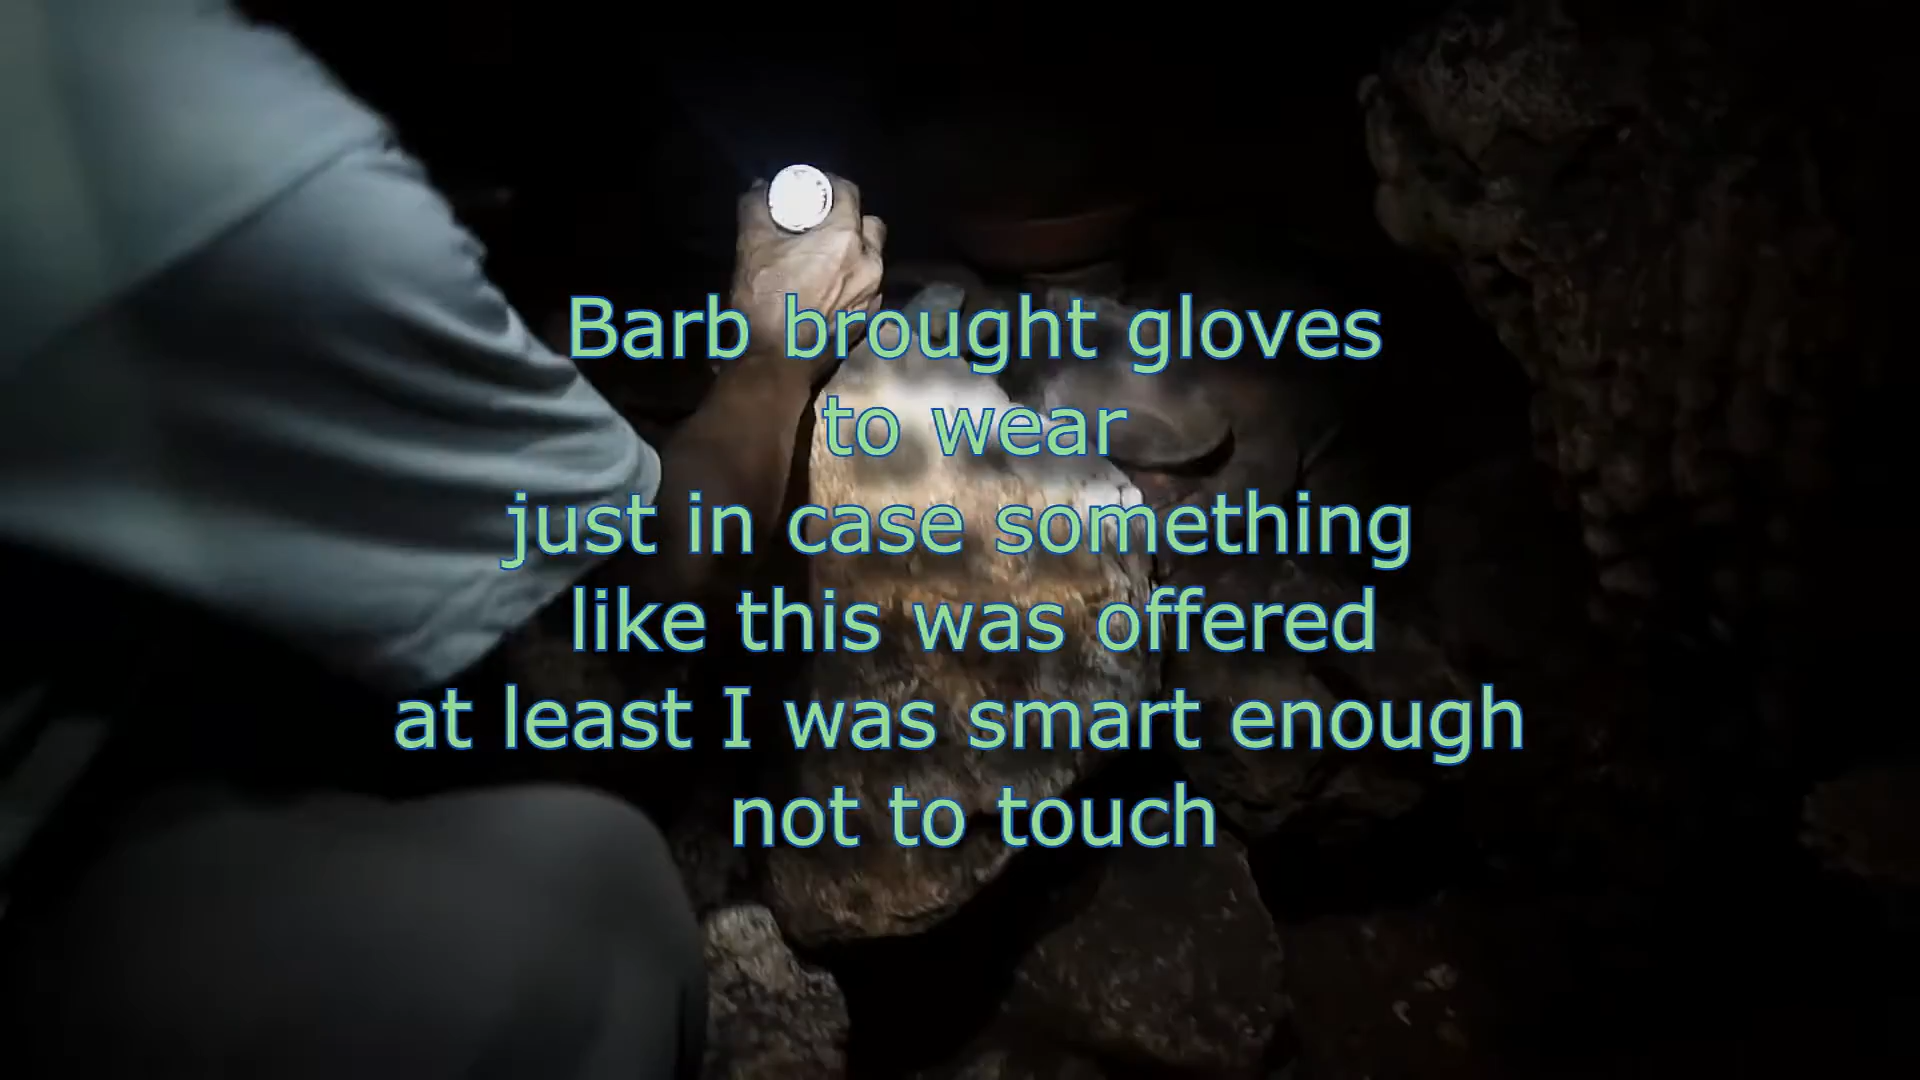 Barb brought gloves
to wear
just in case something
like this was offered
at least I was smart enough
not to touch